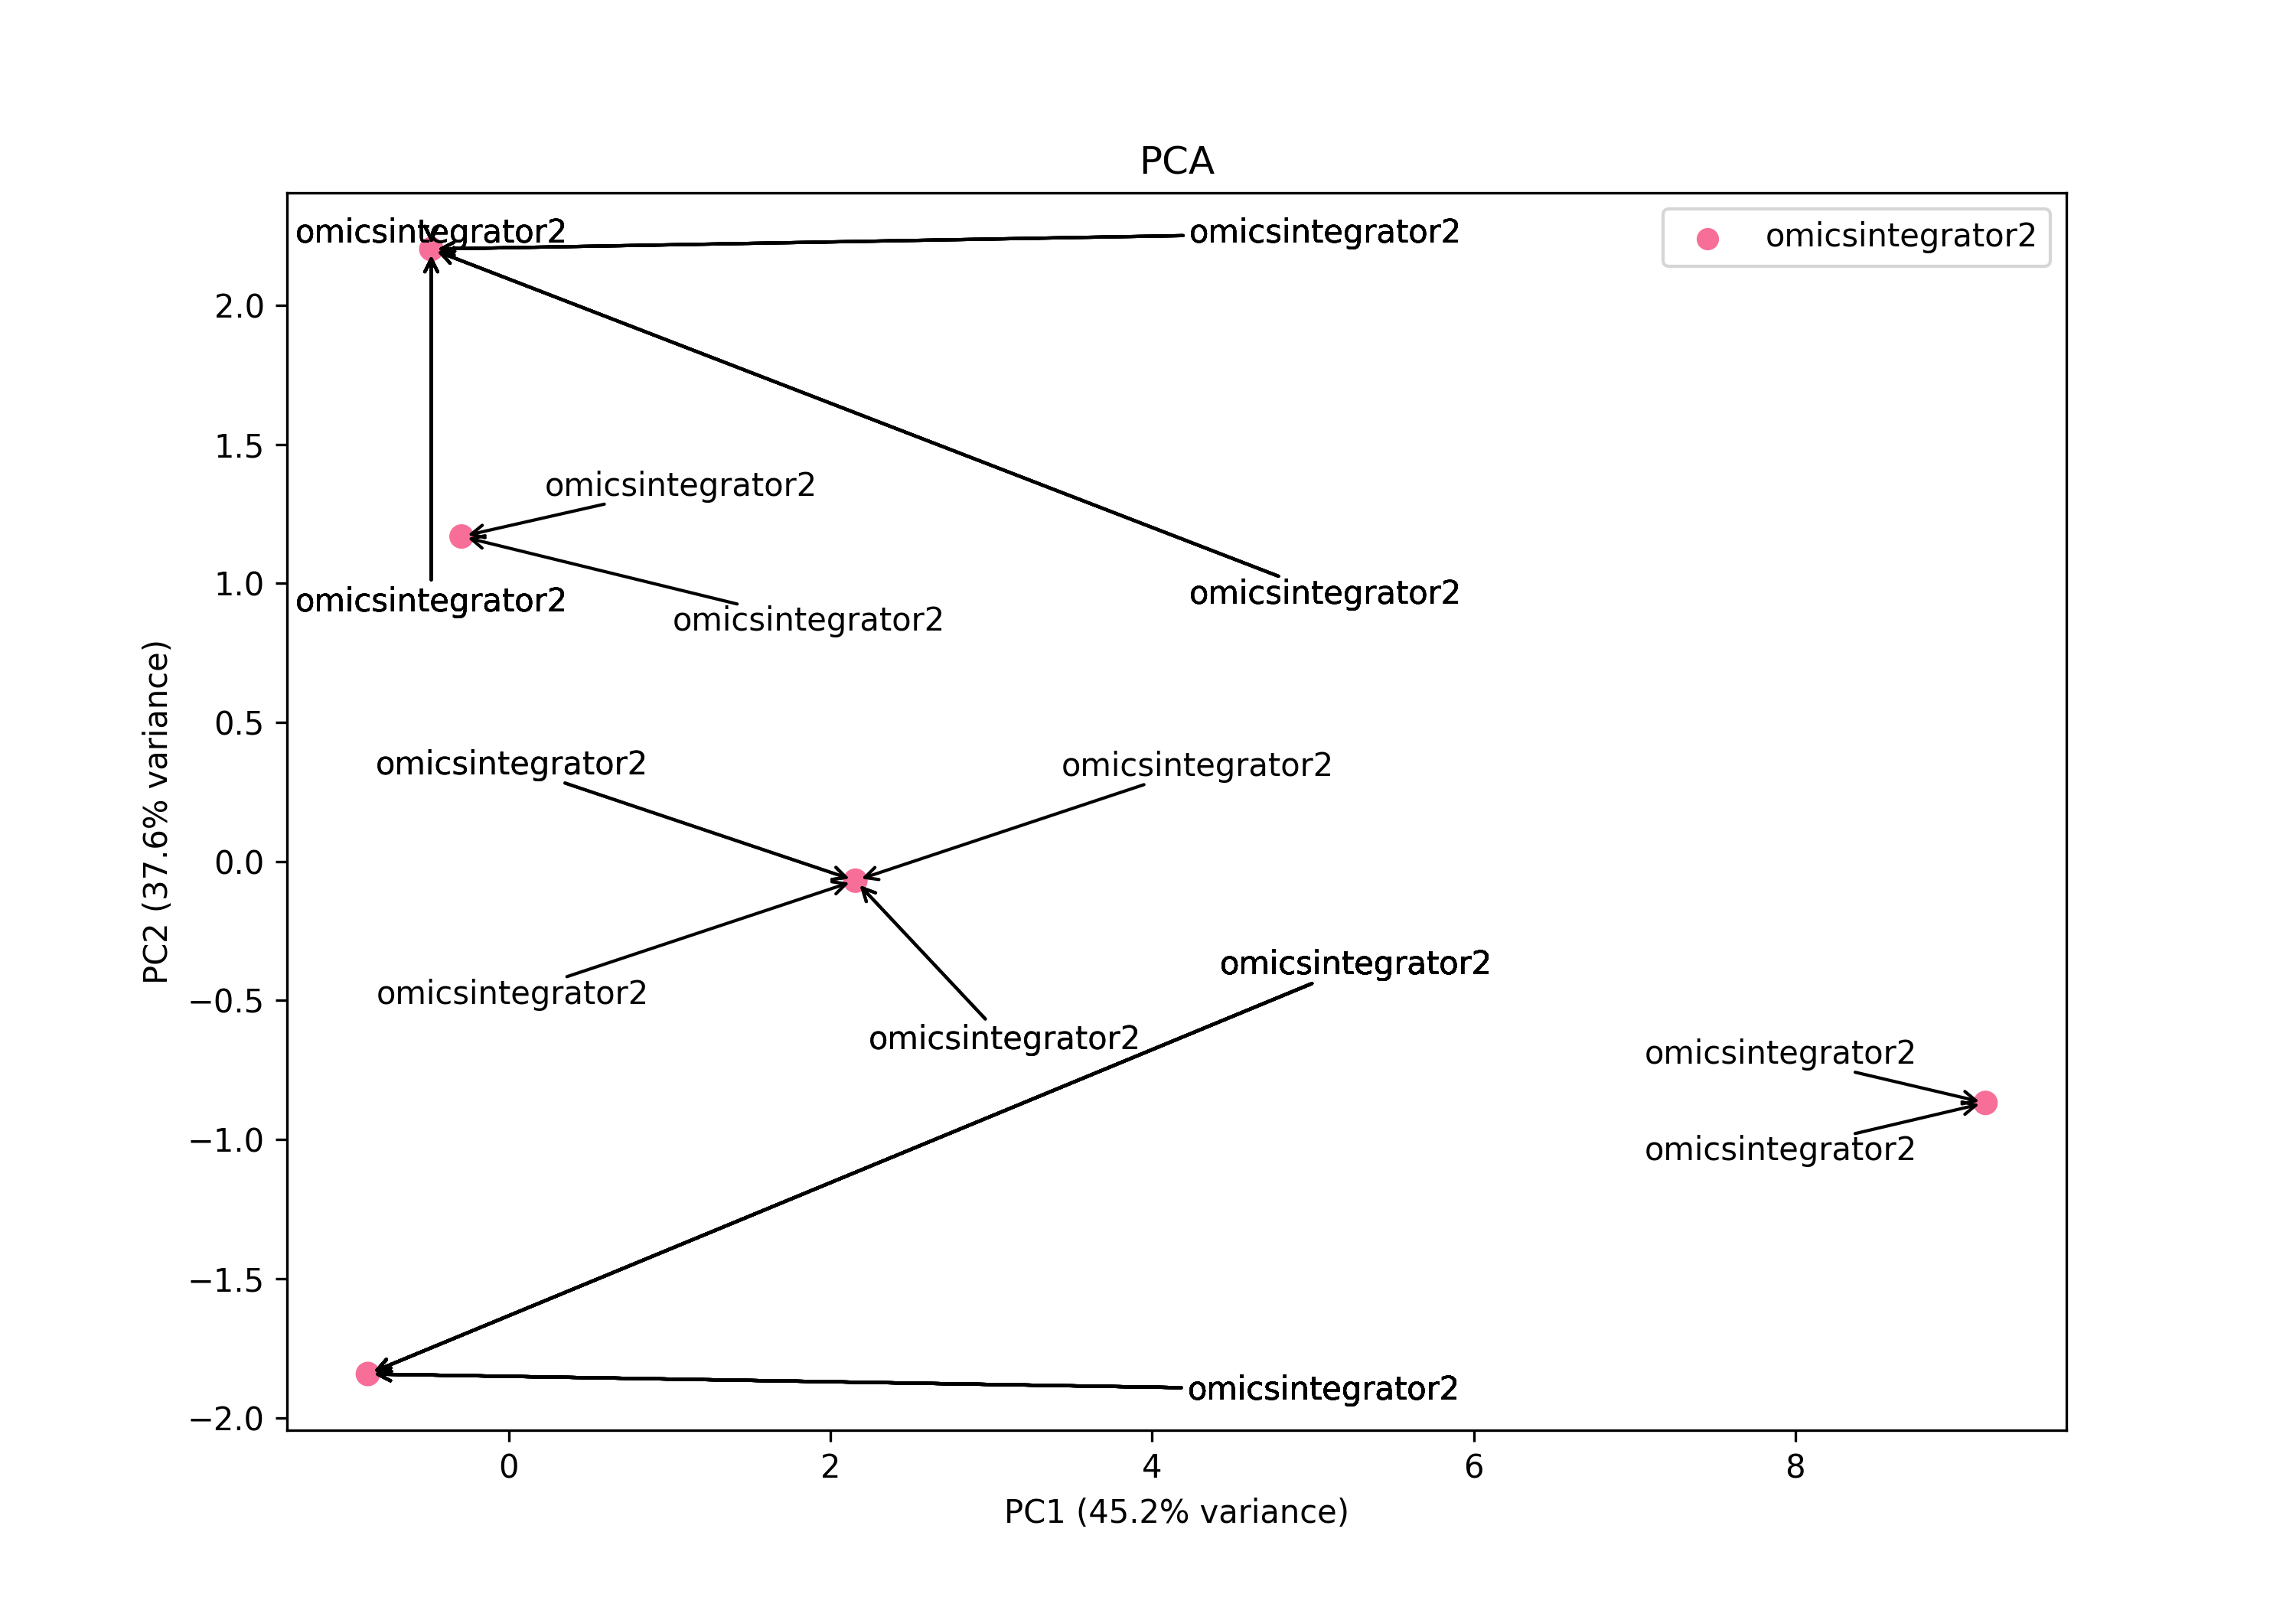 PCA
omicsintegrator2
omicsintegrator2
omicsintegrator2
2.0
1.5
omicsintegrator2
1.0
omicsintegrator2
omicsintegrator2
omicsintegrator2
0.5
omicsintegrator2
omicsintegrator2
0.0
omicsintegrator2
−0.5
omicsintegrator2
omicsintegrator2
omicsintegrator2
−1.0
omicsintegrator2
−1.5
omicsintegrator2
−2.0
PC2 (37.6% variance)
0 2 4 6 8
PC1 (45.2% variance)